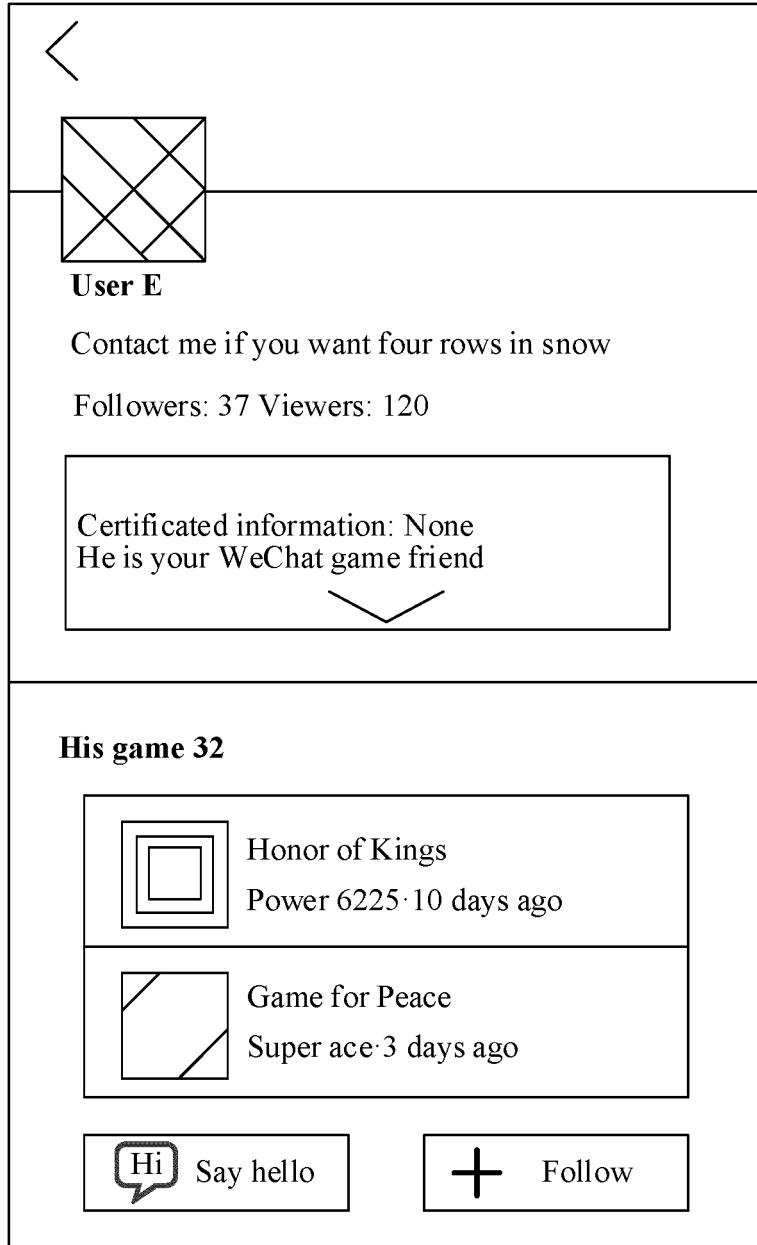 User E
Contact me if you want four rows in snow
Followers: 37 Viewers: 120
Certificated information: None
He is your WeChat game friend
His game 32
Honor of Kings
Power 6225·10 days ago
Game for Peace
Super ace·3 days ago
Hi Say hello
Follow